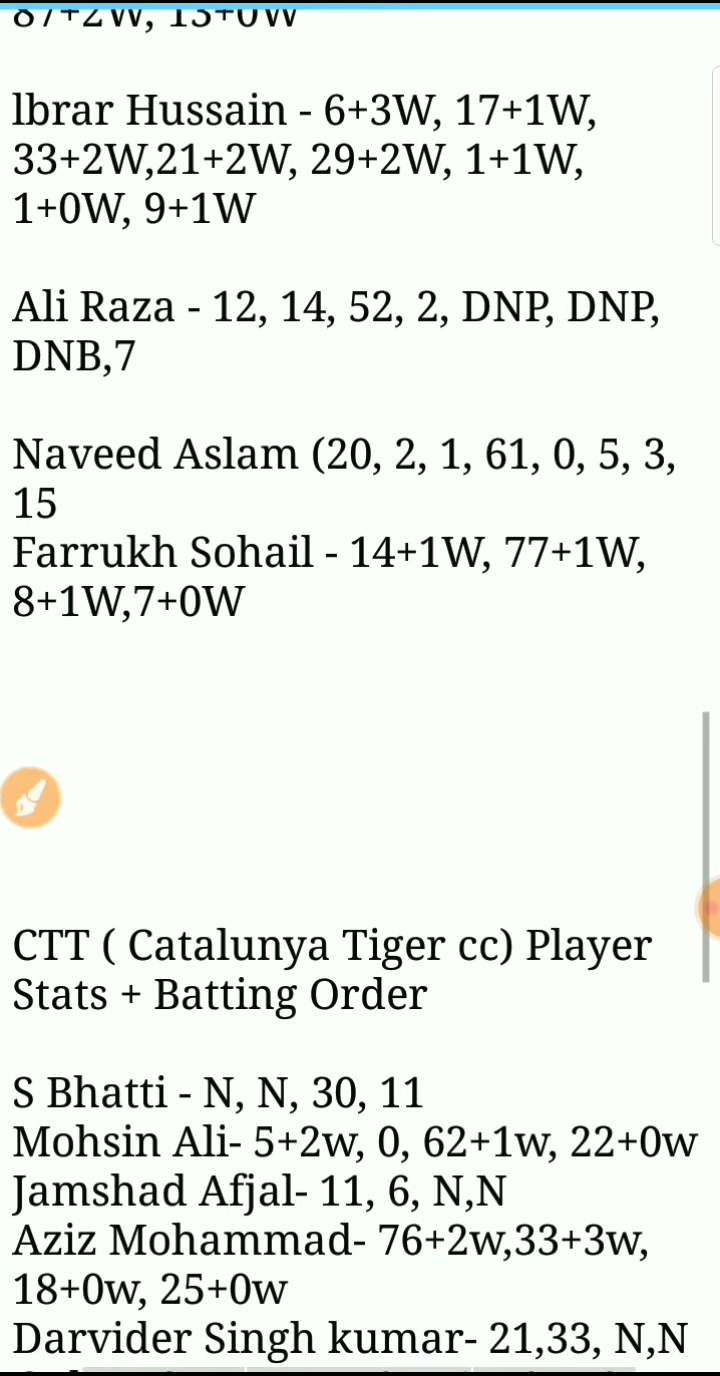 87+2W, 13+0W
lbrar Hussain - 6+3W, 17+1W,
33+2W,21+2W, 29+2W, 1+1W,
1+0W, 9+1W
Ali Raza - 12, 14, 52, 2, DNP, DNP,
DNB,7
Naveed Aslam (20, 2, 1, 61, 0, 5, 3,
15
Farrukh Sohail - 14+1W, 77+1W,
8+1W,7+0W
CTT ( Catalunya Tiger cc) Player
Stats + Batting Order
S Bhatti - N, N, 30, 11
Mohsin Ali- 5+2w, 0, 62+1w, 22+0w
Jamshad Afjal- 11, 6, N,N
Aziz Mohammad- 76+2w,33+3w,
18+0w, 25+0w
Darvider Singh kumar- 21,33, N,N